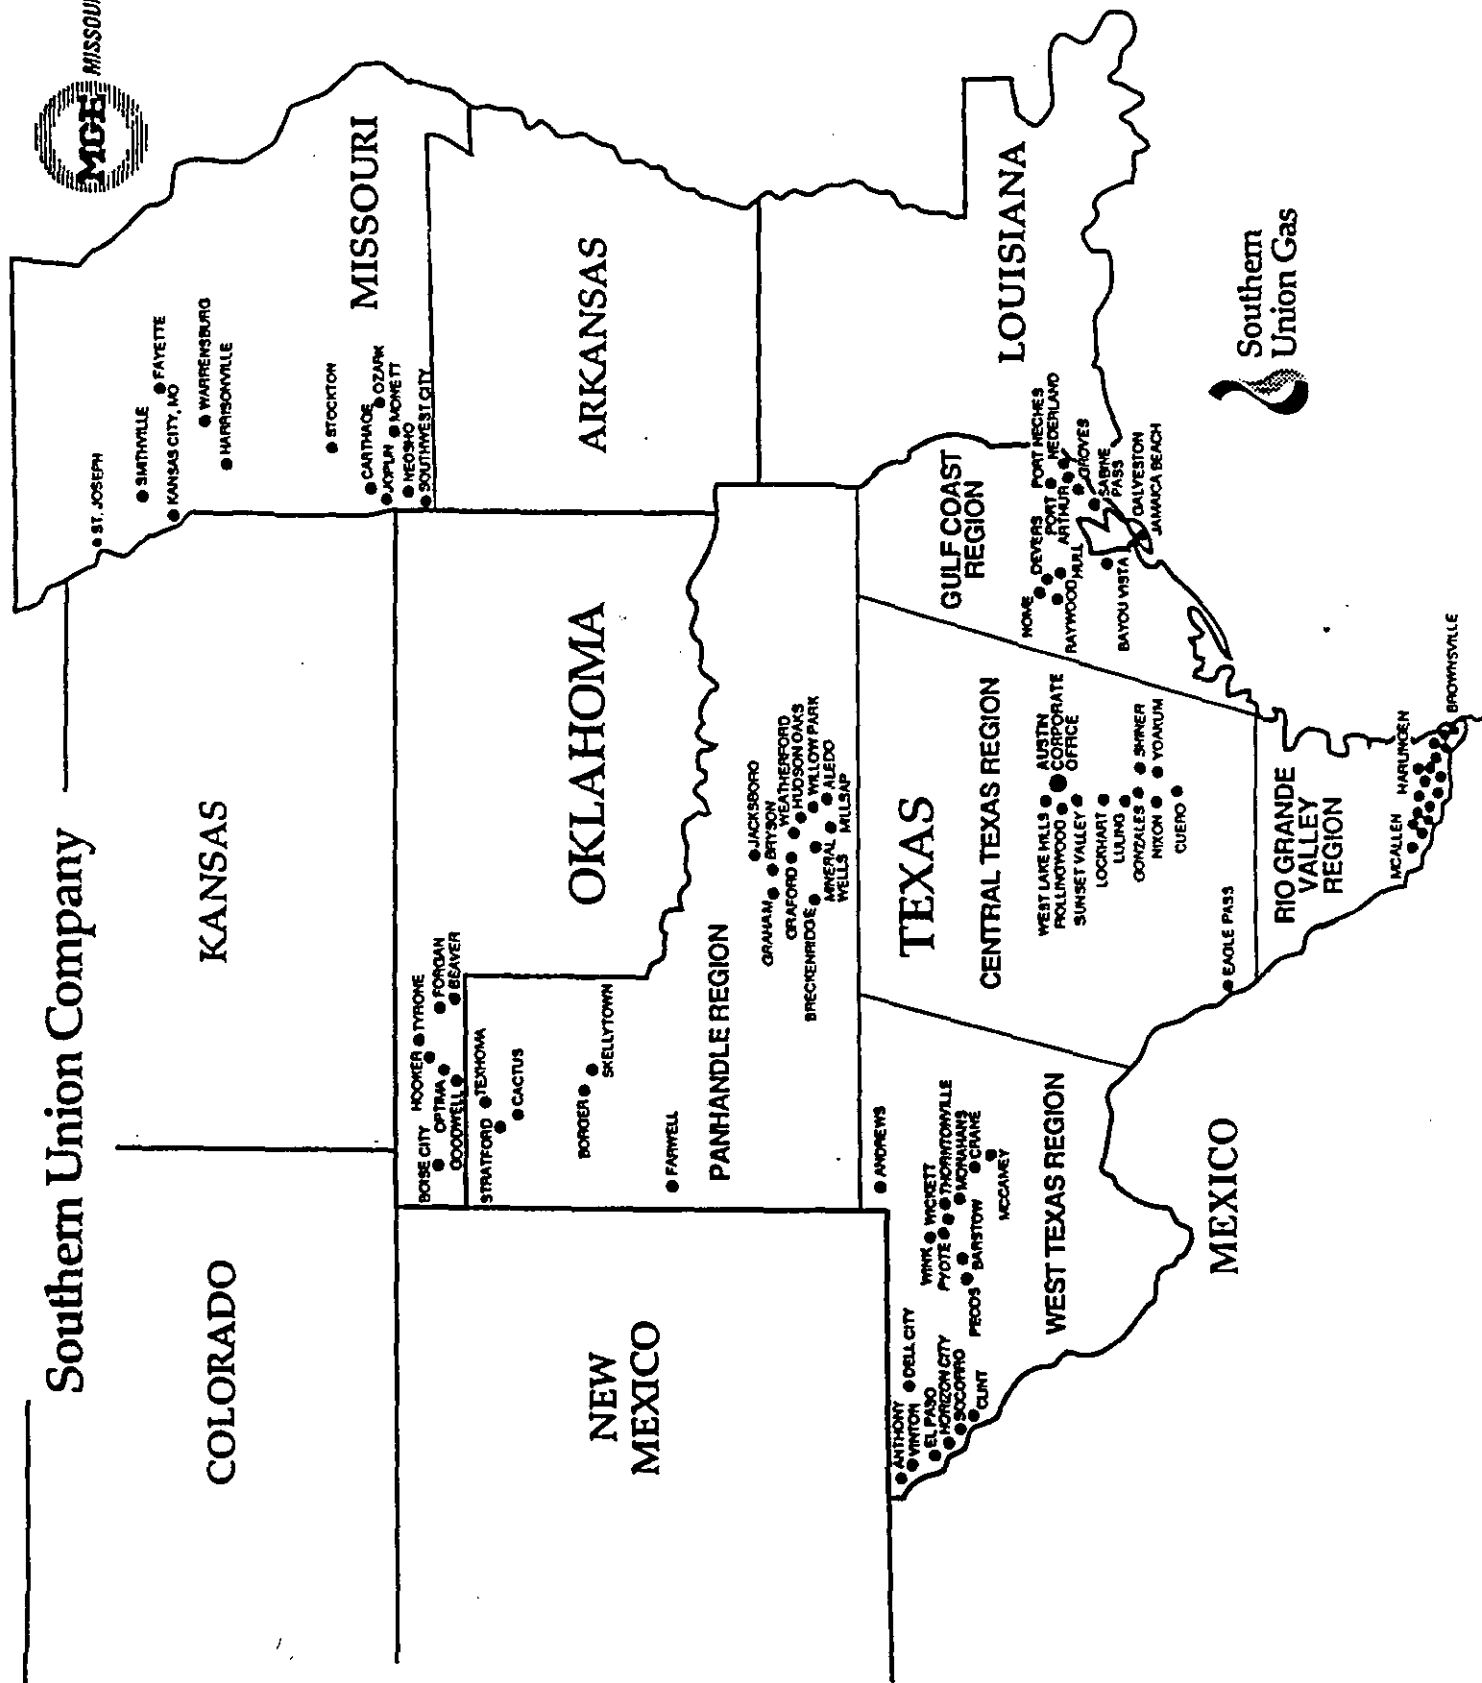 Southern Union Company
MGE
MISSOURI
COLORADO
KANSAS
MISSOURI
ST. JOSEPH
SMITHVILLE
FAYETTE
KANSAS CITY, MO
WARRENSBURG
HARRISONVILLE
STOCKTON
CARTHAGE
OZARK
JOPLIN
MONETT
NEOSHO
SOUTHWEST CITY
NEW
MEXICO
OKLAHOMA
ARKANSAS
BOISE CITY
HOOKER
TYRONE
OPTIMA
FORGAN
GOODWELL
BEAVER
STRATFORD
TEXHOMA
CACTUS
BORGER
SKELLYTOWN
FARWELL
PANHANDLE REGION
JACKSBORO
GRAHAM
BRYSON
WEATHERFORD
GRAFORD
HUDSON OAKS
BRECKENRIDGE
WILLOW PARK
MINERAL
WELLS
ALEDO
MILLSAP
TEXAS
LOUISIANA
ANDREWS
ANTHONY
VINTON
DELL CITY
EL PASO
HORIZON CITY
SOCORRO
CLINT
WINK
WICKETT
PYOTE
THORNTONVILLE
MONAHANS
PECOS
BARSTOW
CRANE
MCCAMEY
WEST TEXAS REGION
CENTRAL TEXAS REGION
WEST LAKE HILLS
AUSTIN
CORPORATE
OFFICE
ROLLINGWOOD
SUNSET VALLEY
LOCKHART
LULING
GONZALES
SHINER
NIXON
YOAKUM
CUERO
EAGLE PASS
GULF COAST
REGION
NOME
DEVERS
RAYWOOD
HULL
PORT
ARTHUR
PORT NECHES
NEDERLAND
GROVES
SABINE
PASS
GALVESTON
JAMAICA BEACH
BAYOU VISTA
MEXICO
RIO GRANDE
VALLEY
REGION
MCALLEN
HARLINGEN
BROWNSVILLE
Southern
Union Gas